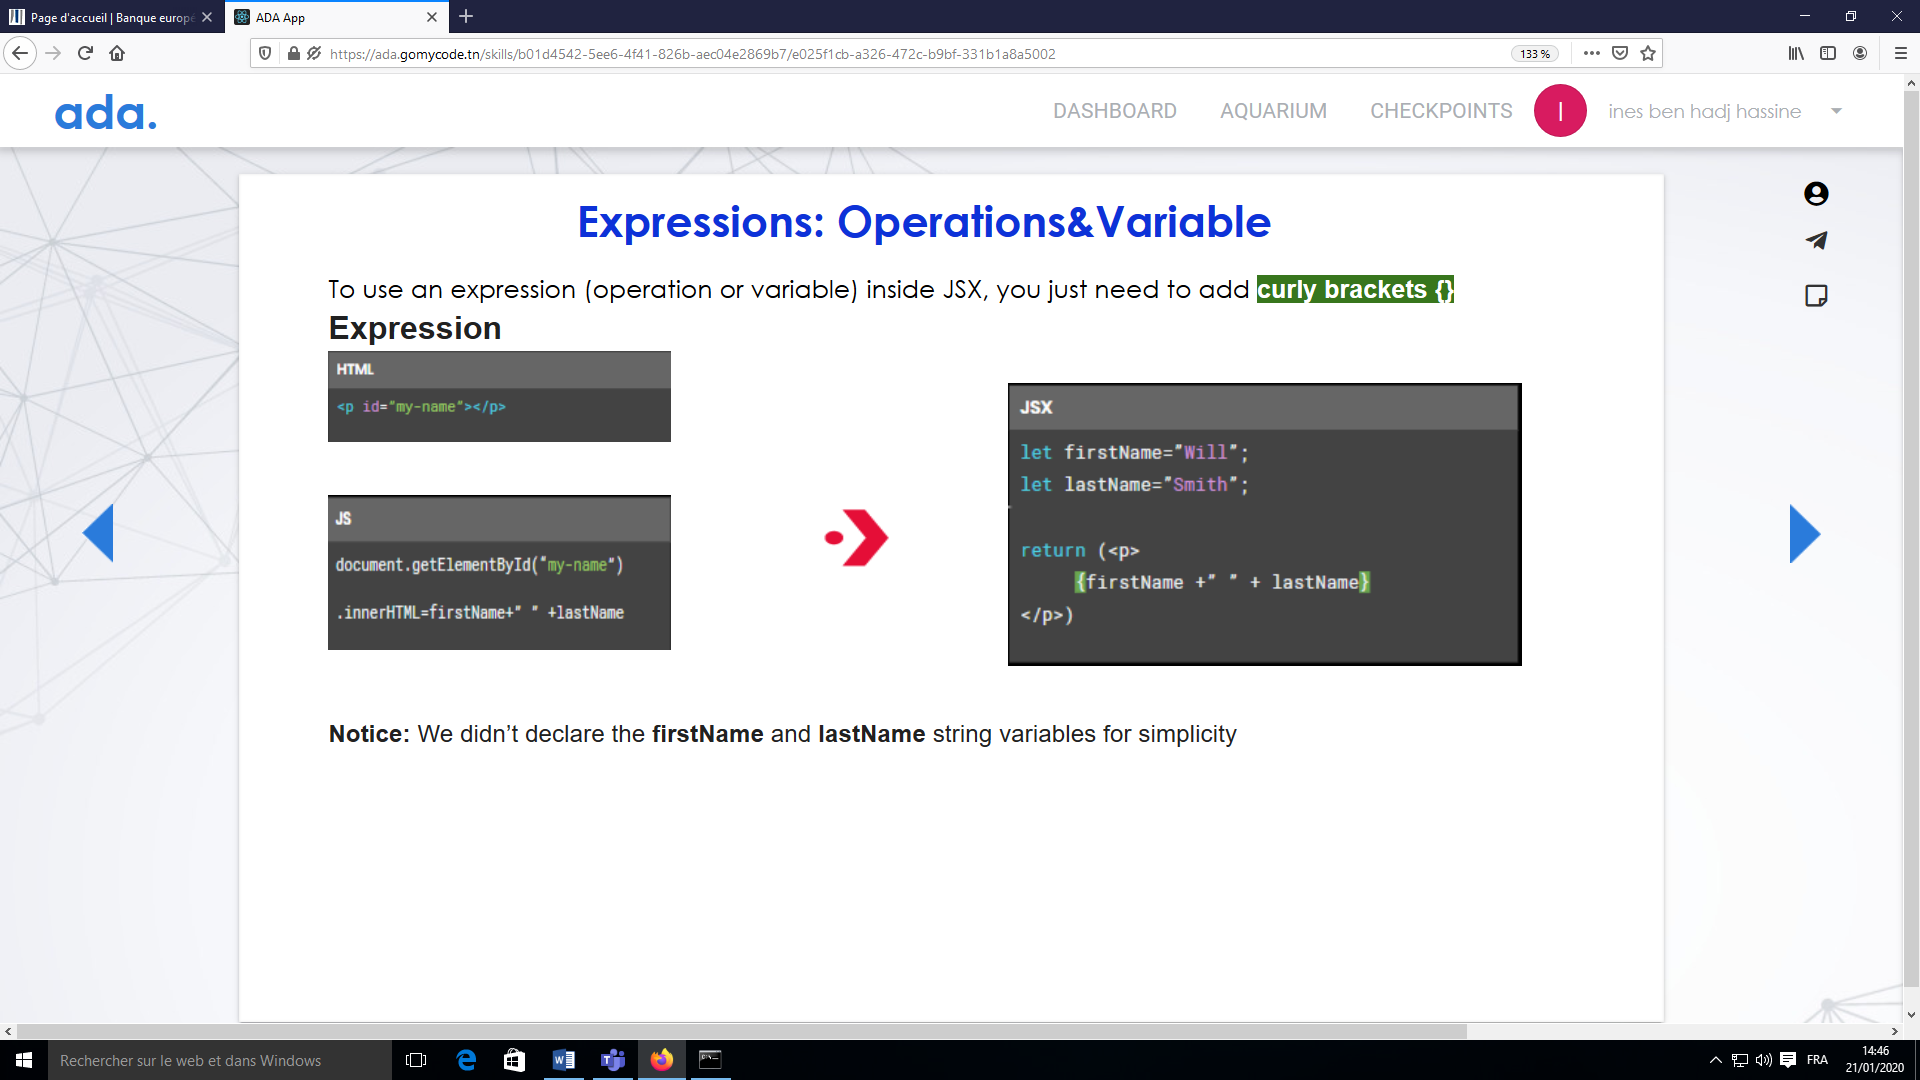 Page d'accueil | Banque europé
ADA App
https://ada.gomycode.tn/skills/b01d4542-5ee6-4f41-826b-aec04e2869b7/e025f1cb-a326-472c-b9bf-331b1a8a5002
133 %
ada.
DASHBOARD
AQUARIUM
CHECKPOINTS
I
ines ben hadj hassine
Expressions: Operations&Variable
To use an expression (operation or variable) inside JSX, you just need to add curly brackets {}
Expression
HTML
<p id="my-name"></p>
JS
document.getElementById("my-name")
.innerHTML=firstName+" " +lastName
JSX
let firstName="Will";
let lastName="Smith";
return (<p>
{firstName +" " + lastName}
</p>)
Notice: We didn’t declare the firstName and lastName string variables for simplicity
Rechercher sur le web et dans Windows
FRA
14:46
21/01/2020